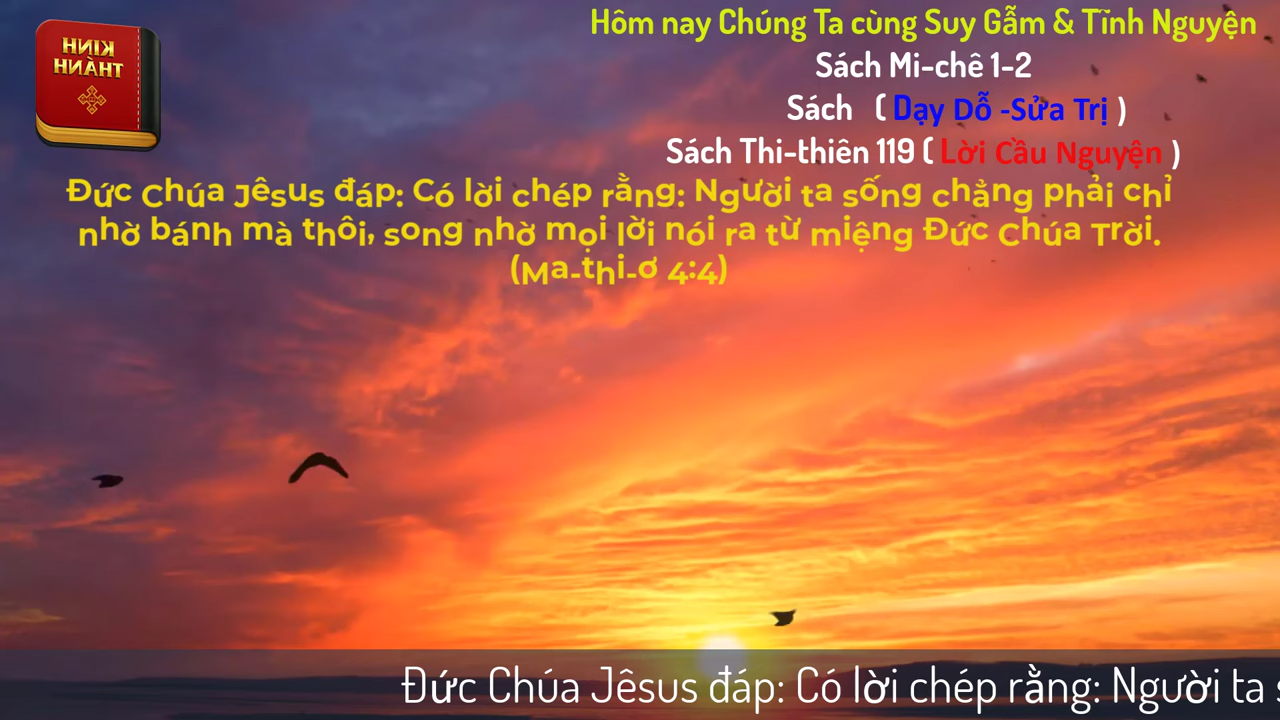 KINH
THÀNH
Hôm nay Chúng Ta cùng Suy Gẫm & Tĩnh Nguyện
Sách Mi-chê 1-2
Sách ( Dạy Dỗ -Sửa Trị )
Sách Thi-thiên 119 ( Lời Cầu Nguyện )
Đức Chúa Jêsus đáp: Có lời chép rằng: Người ta sống chẳng phải chỉ
nhờ bánh mà thôi, song nhờ mọi lời nói ra từ miệng Đức Chúa Trời.
(Ma-thi-ơ 4:4)
Đức Chúa Jêsus đáp: Có lời chép rằng: Người ta